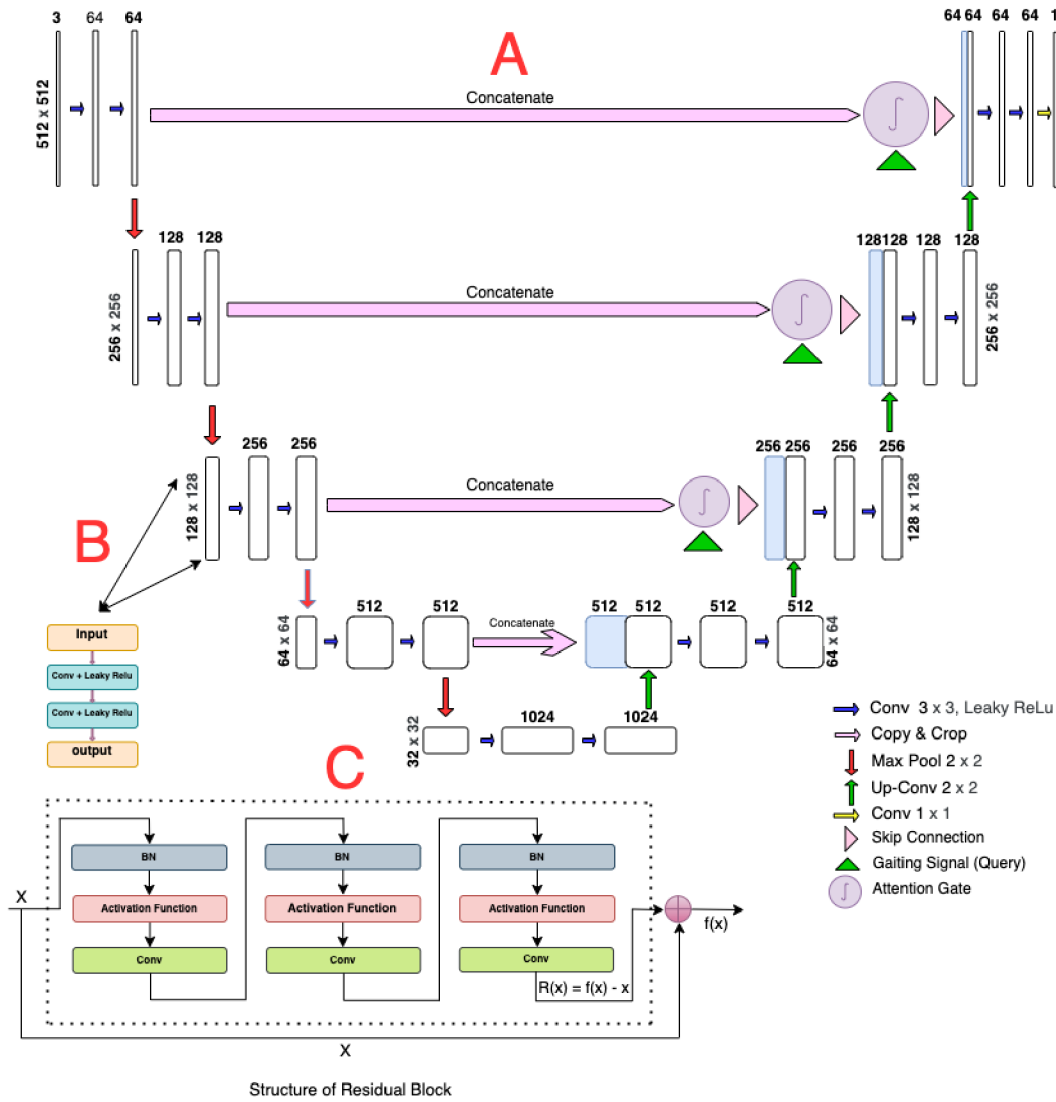 3 64 64
A
64 64 64 64 1
512 x 512
Concatenate
128 128
128 128 128 128
256 x 256
Concatenate
256 x 256
256 256
256 256 256 256
128 x 128
Concatenate
128 x 128
B
512 512
512 512 512 512
64 x 64
Concatenate
64 x 64
Input
Conv + Leaky Relu
Conv + Leaky Relu
output
1024 1024
32 x 32
C
Conv 3 x 3, Leaky ReLu
Copy & Crop
Max Pool 2 x 2
Up-Conv 2 x 2
Conv 1 x 1
Skip Connection
Gaiting Signal (Query)
∫ Attention Gate
BN BN BN
X
Activation Function Activation Function Activation Function
f(x)
Conv Conv Conv
R(x) = f(x) - x
X
Structure of Residual Block